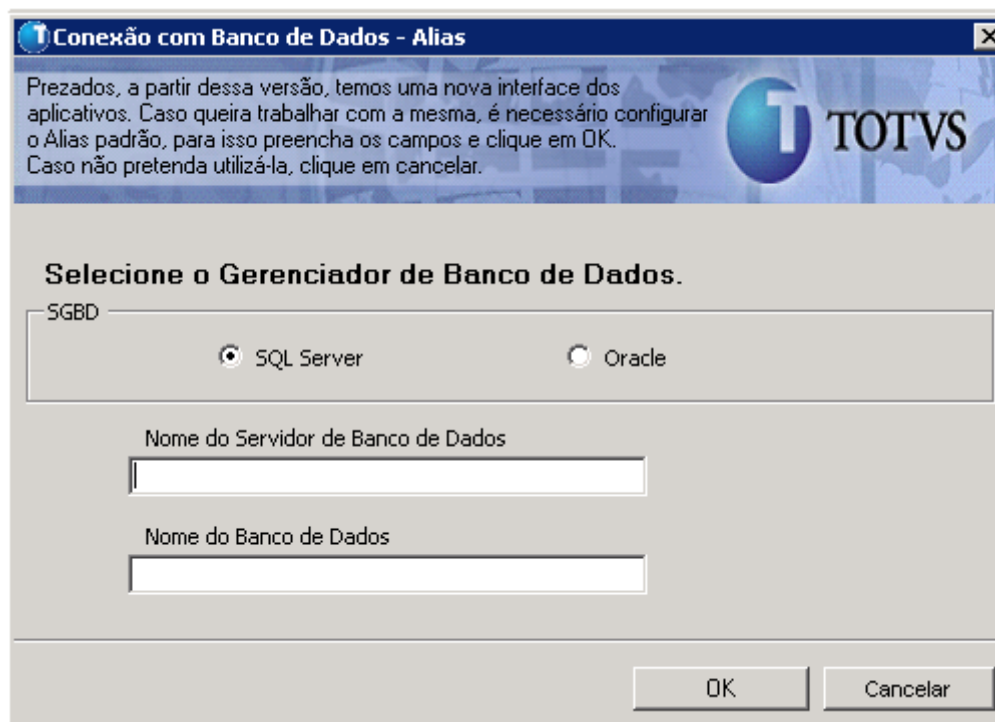 Conexão com Banco de Dados - Alias
Prezados, a partir dessa versão, temos uma nova interface dos
aplicativos. Caso queira trabalhar com a mesma, é necessário configurar
o Alias padrão, para isso preencha os campos e clique em OK.
Caso não pretenda utilizá-la, clique em cancelar.
TOTVS
Selecione o Gerenciador de Banco de Dados.
SGBD
SQL Server Oracle
Nome do Servidor de Banco de Dados
Nome do Banco de Dados
OK Cancelar